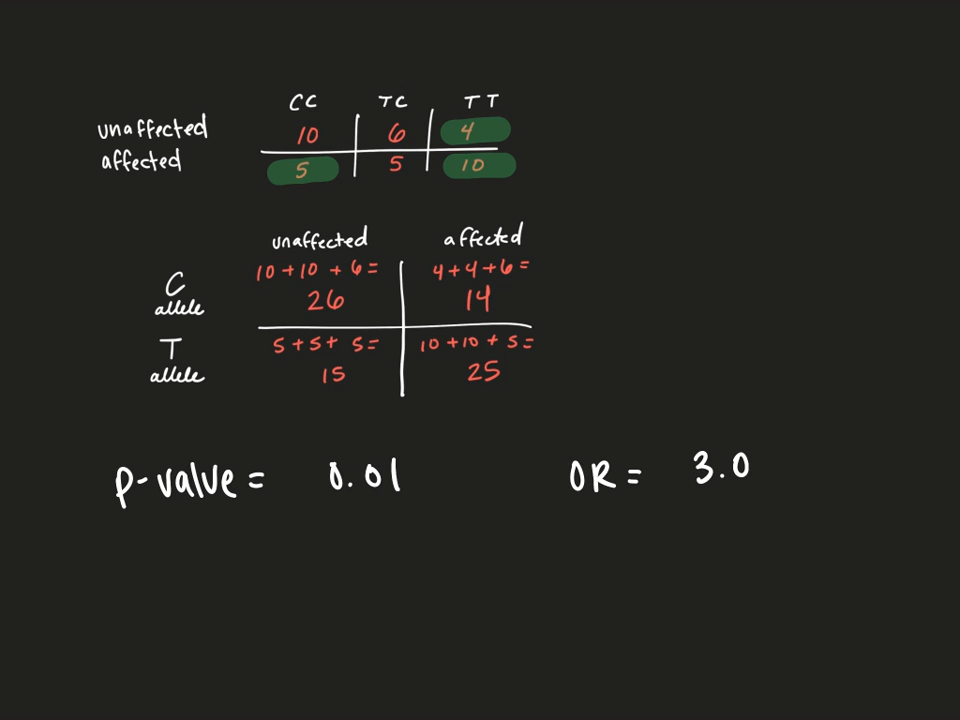 CC TC TT
unaffected 10 6 4
affected 5 5 10
unaffected affected
10+10+6= 4+4+6=
C allele 26 14
5+5+5= 10+10+5=
T allele 15 25
p-value = 0.01 OR = 3.0